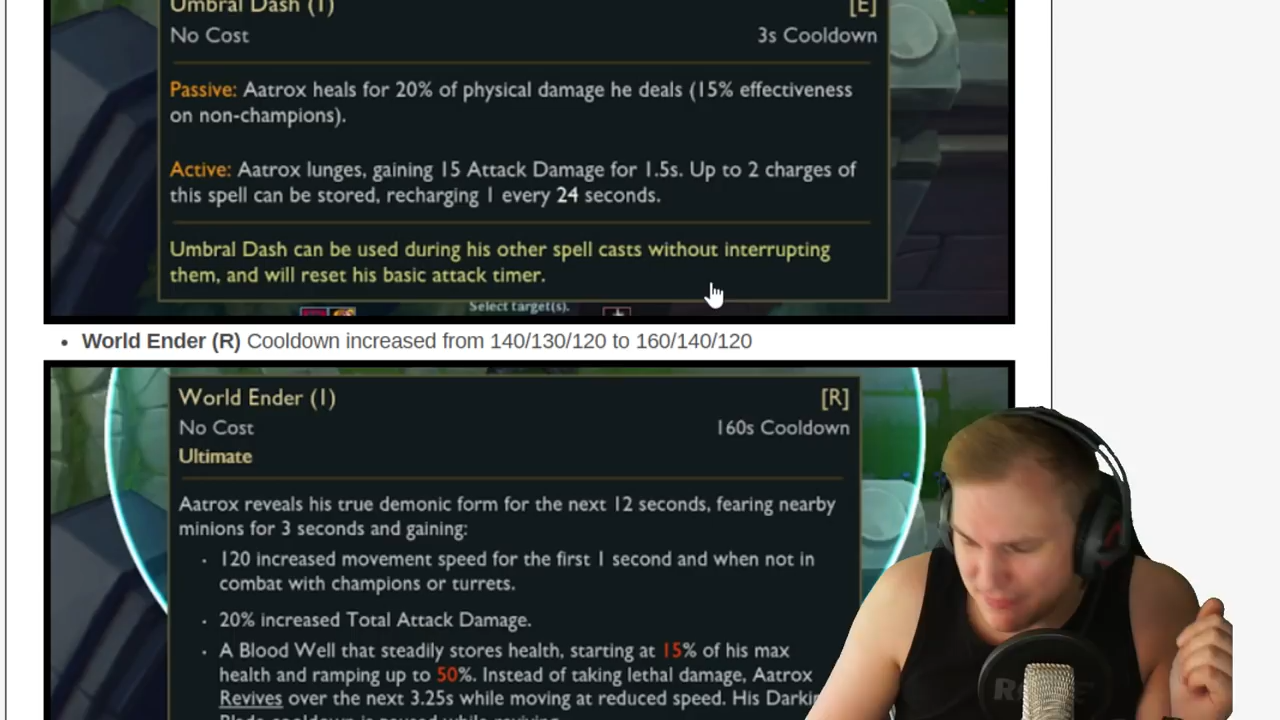 Umbral Dash (1) [E]
No Cost 3s Cooldown
Passive: Aatrox heals for 20% of physical damage he deals (15% effectiveness
on non-champions).
Active: Aatrox lunges, gaining 15 Attack Damage for 1.5s. Up to 2 charges of
this spell can be stored, recharging 1 every 24 seconds.
Umbral Dash can be used during his other spell casts without interrupting
them, and will reset his basic attack timer.
Select target(s).
• World Ender (R) Cooldown increased from 140/130/120 to 160/140/120
World Ender (1) [R]
No Cost 160s Cooldown
Ultimate
Aatrox reveals his true demonic form for the next 12 seconds, fearing nearby
minions for 3 seconds and gaining:
• 120 increased movement speed for the first 1 second and when not in
combat with champions or turrets.
• 20% increased Total Attack Damage.
• A Blood Well that steadily stores health, starting at 15% of his max
health and ramping up to 50%. Instead of taking lethal damage, Aatrox
Revives over the next 3.25s while moving at reduced speed. His